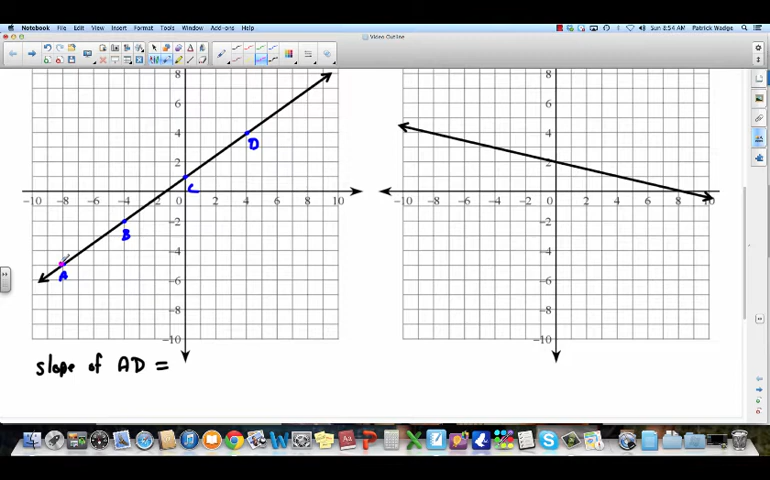 Notebook File Edit View Insert Format Tools Window Add-ons Help Sun 8:54 AM Patrick Wadge
Video Outline
8 8
4 D 4
2 2
C
-10 -8 -6 -4 2 0 2 4 6 8 10 -10 -8 -6 -4 -2 0 2 4 6 8 10
-2 B -2
-4 -4
A -6 -6
-8 -8
-10 -10
slope of AD =